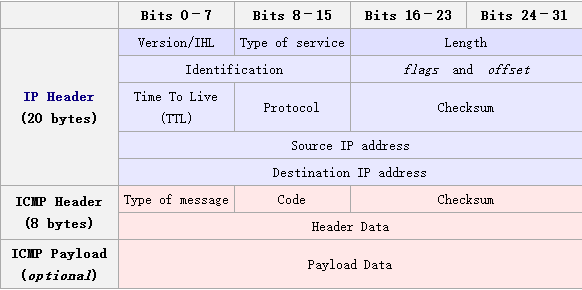 Bits 0-7 Bits 8-15 Bits 16-23 Bits 24-31
IP Header
(20 bytes)
Version/IHL Type of service Length
Identification flags and offset
Time To Live
(TTL)
Protocol Checksum
Source IP address
Destination IP address
ICMP Header
(8 bytes)
Type of message Code Checksum
Header Data
ICMP Payload
(optional)
Payload Data